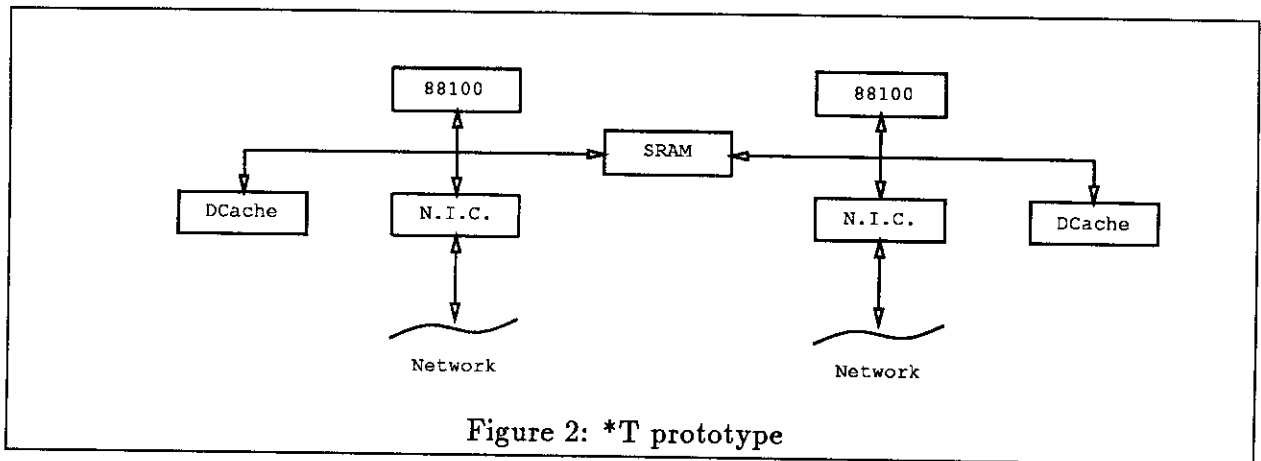 88100
88100
SRAM
DCache
N.I.C.
N.I.C.
DCache
Network
Network
Figure 2: *T prototype